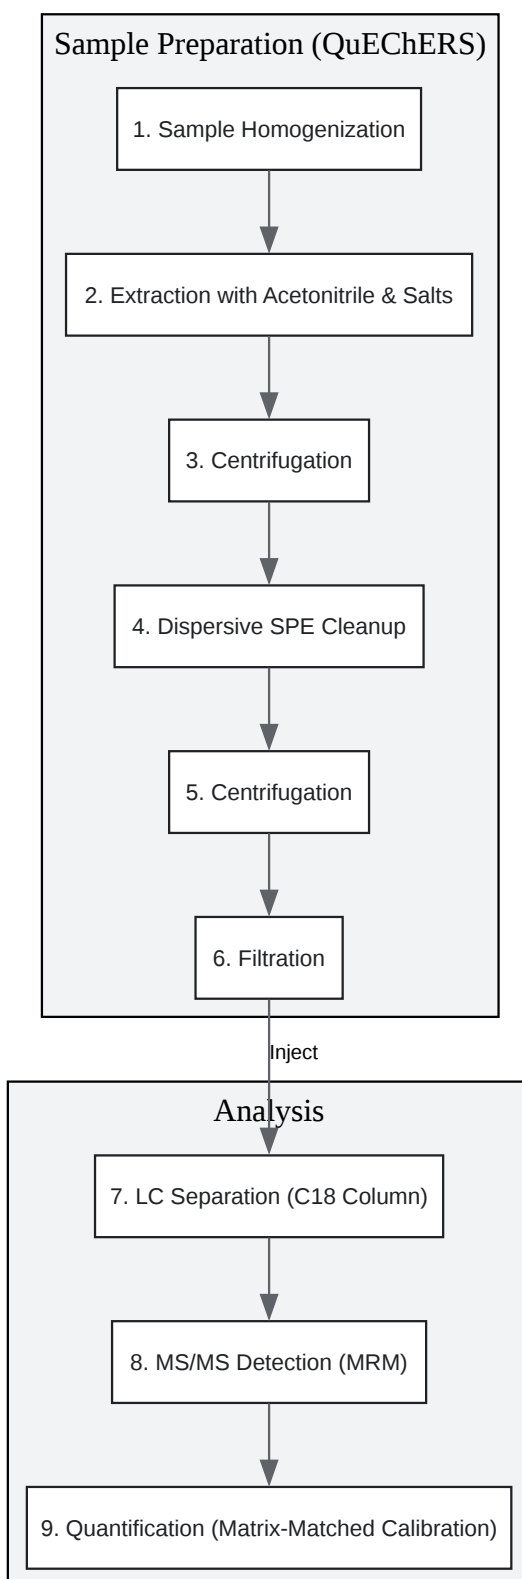 Sample Preparation (QuEChERS)
1. Sample Homogenization
2. Extraction with Acetonitrile & Salts
3. Centrifugation
4. Dispersive SPE Cleanup
5. Centrifugation
6. Filtration
Inject
Analysis
7. LC Separation (C18 Column)
8. MS/MS Detection (MRM)
9. Quantification (Matrix-Matched Calibration)